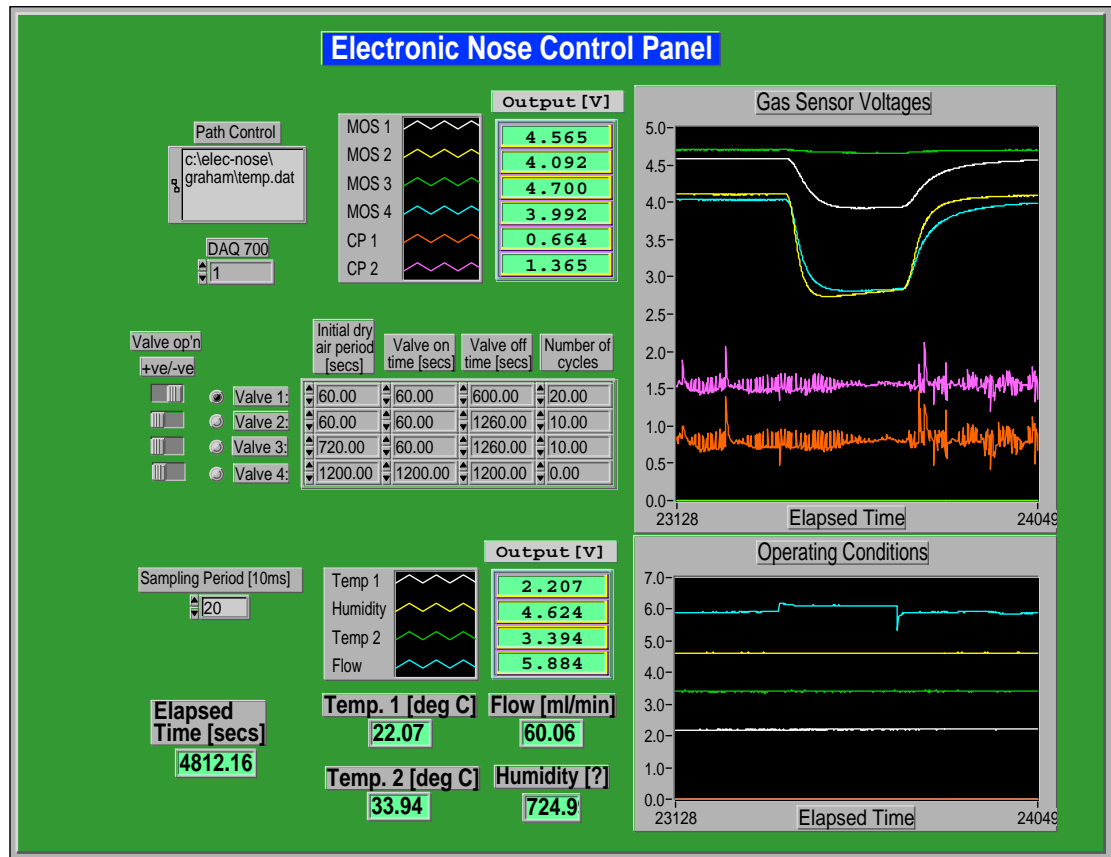 Electronic Nose Control Panel
Path Control
c:\elec-nose\
graham\temp.dat
DAQ 700
1
MOS 1
MOS 2
MOS 3
MOS 4
CP 1
CP 2
Output [V]
4.565
4.092
4.700
3.992
0.664
1.365
Gas Sensor Voltages
5.0
4.5
4.0
3.5
3.0
2.5
2.0
1.5
1.0
0.5
0.0
23128
Elapsed Time
24049
Valve op'n
+ve/-ve
Initial dry
air period
[secs]
Valve on
time [secs]
Valve off
time [secs]
Number of
cycles
Valve 1: 60.00 60.00 600.00 20.00
Valve 2: 60.00 60.00 1260.00 10.00
Valve 3: 720.00 60.00 1260.00 10.00
Valve 4: 1200.00 1200.00 1200.00 0.00
Sampling Period [10ms]
20
Temp 1
Humidity
Temp 2
Flow
Output [V]
2.207
4.624
3.394
5.884
Operating Conditions
7.0
6.0
5.0
4.0
3.0
2.0
1.0
0.0
23128
Elapsed Time
24049
Elapsed
Time [secs]
4812.16
Temp. 1 [deg C]
22.07
Flow [ml/min]
60.06
Temp. 2 [deg C]
33.94
Humidity [?]
724.9